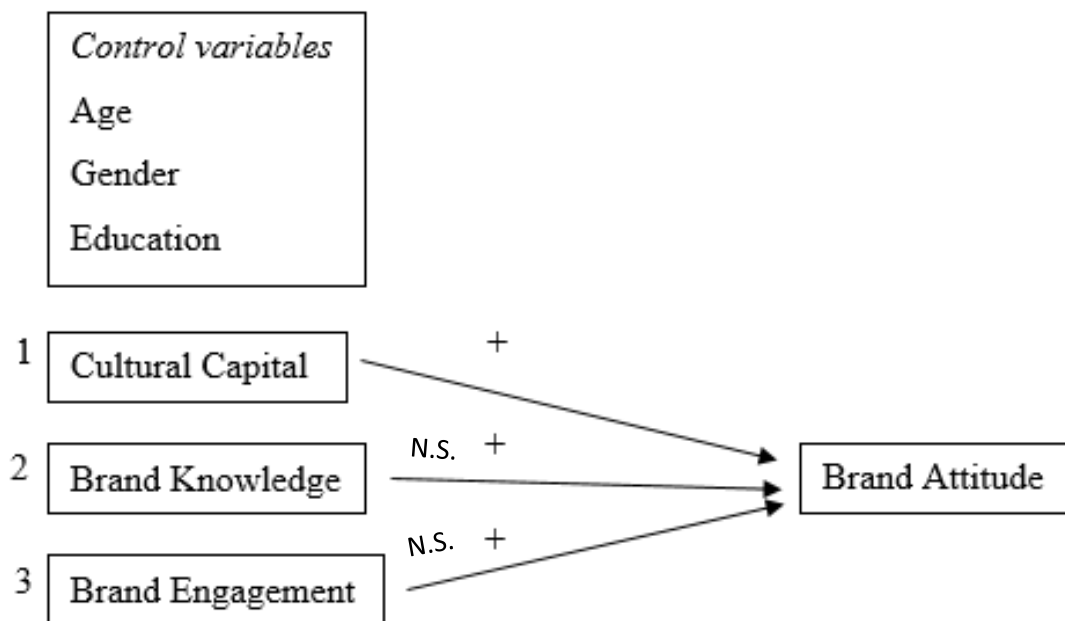 Control variables
Age
Gender
Education
1 Cultural Capital +
2 Brand Knowledge N.S. + Brand Attitude
3 Brand Engagement N.S. +